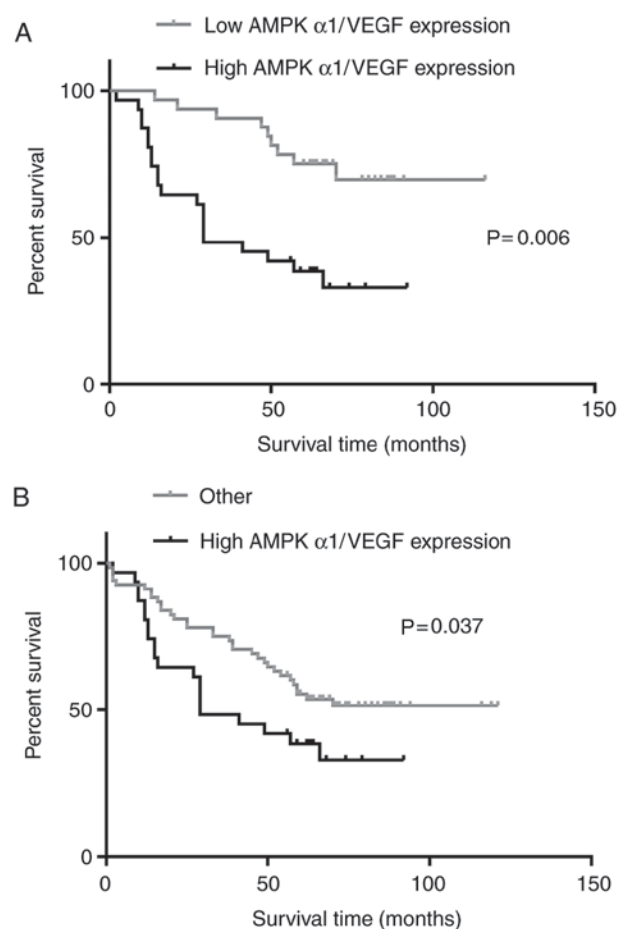 A
Low AMPK α1/VEGF expression
High AMPK α1/VEGF expression
100
50
0
Percent survival
P=0.006
0 50 100 150
Survival time (months)
B
Other
High AMPK α1/VEGF expression
100
50
0
Percent survival
P=0.037
0 50 100 150
Survival time (months)